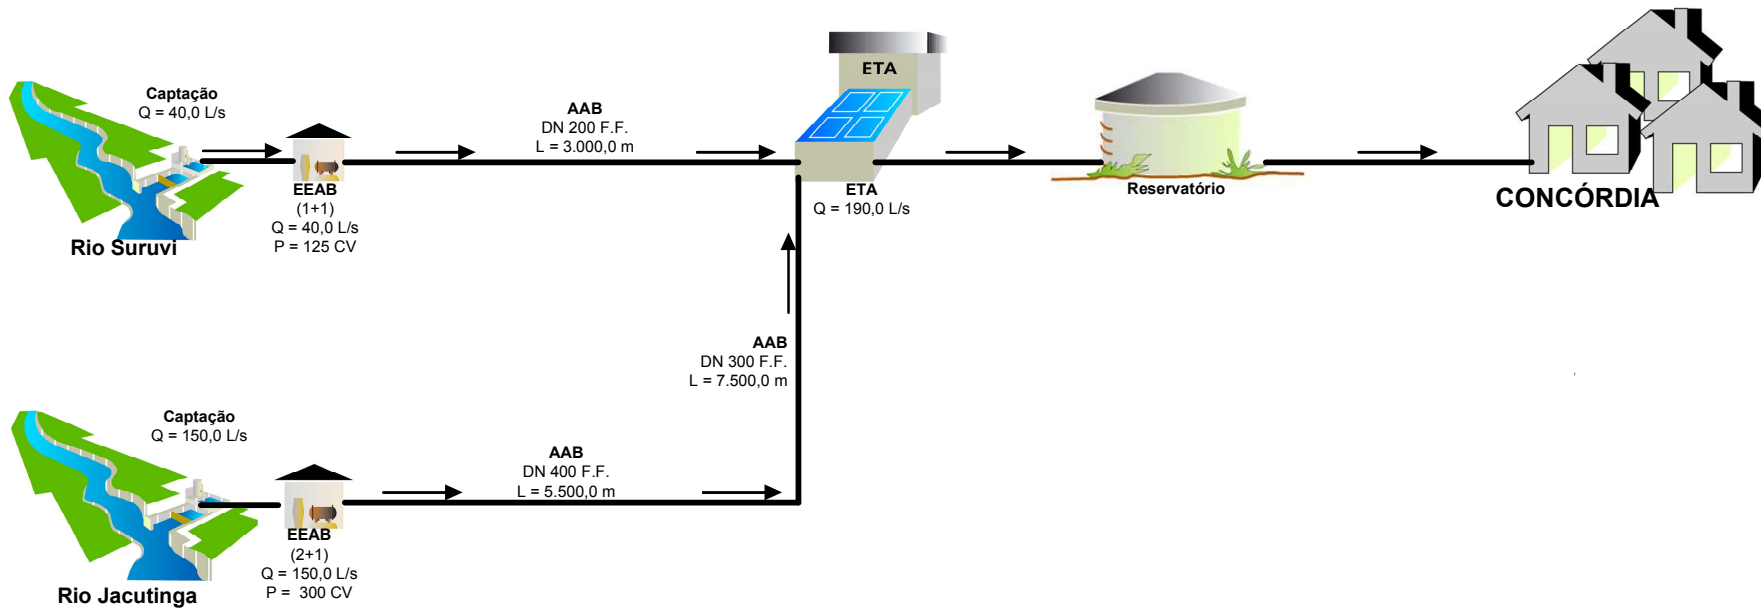 Captação
Q = 40,0 L/s
Rio Suruvi
EEAB
(1+1)
Q = 40,0 L/s
P = 125 CV
AAB
DN 200 F.F.
L = 3.000,0 m
ETA
ETA
Q = 190,0 L/s
Reservatório
CONCÓRDIA
AAB
DN 300 F.F.
L = 7.500,0 m
Captação
Q = 150,0 L/s
Rio Jacutinga
EEAB
(2+1)
Q = 150,0 L/s
P = 300 CV
AAB
DN 400 F.F.
L = 5.500,0 m